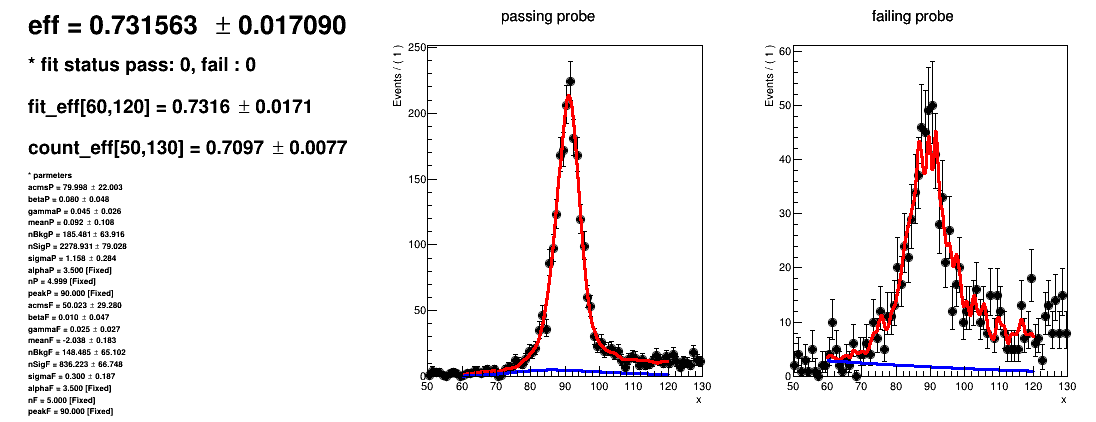 eff = 0.731563 ± 0.017090
* fit status pass: 0, fail : 0
fit_eff[60,120] = 0.7316 ± 0.0171
count_eff[50,130] = 0.7097 ± 0.0077
* parmeters
acmsP = 79.998 ± 22.003
betaP = 0.080 ± 0.048
gammaP = 0.045 ± 0.026
meanP = 0.092 ± 0.108
nBkgP = 185.481 ± 63.916
nSigP = 2278.931 ± 79.028
sigmaP = 1.158 ± 0.284
alphaP = 3.500 [Fixed]
nP = 4.999 [Fixed]
peakP = 90.000 [Fixed]
acmsF = 50.023 ± 29.280
betaF = 0.010 ± 0.047
gammaF = 0.025 ± 0.027
meanF = -2.038 ± 0.183
nBkgF = 148.485 ± 65.102
nSigF = 836.223 ± 66.748
sigmaF = 0.300 ± 0.187
alphaF = 3.500 [Fixed]
nF = 5.000 [Fixed]
peakF = 90.000 [Fixed]
passing probe
Events / ( 1 )
250
200
150
100
50
0
50 60 70 80 90 100 110 120 130
x
failing probe
Events / ( 1 )
60
50
40
30
20
10
0
50 60 70 80 90 100 110 120 130
x